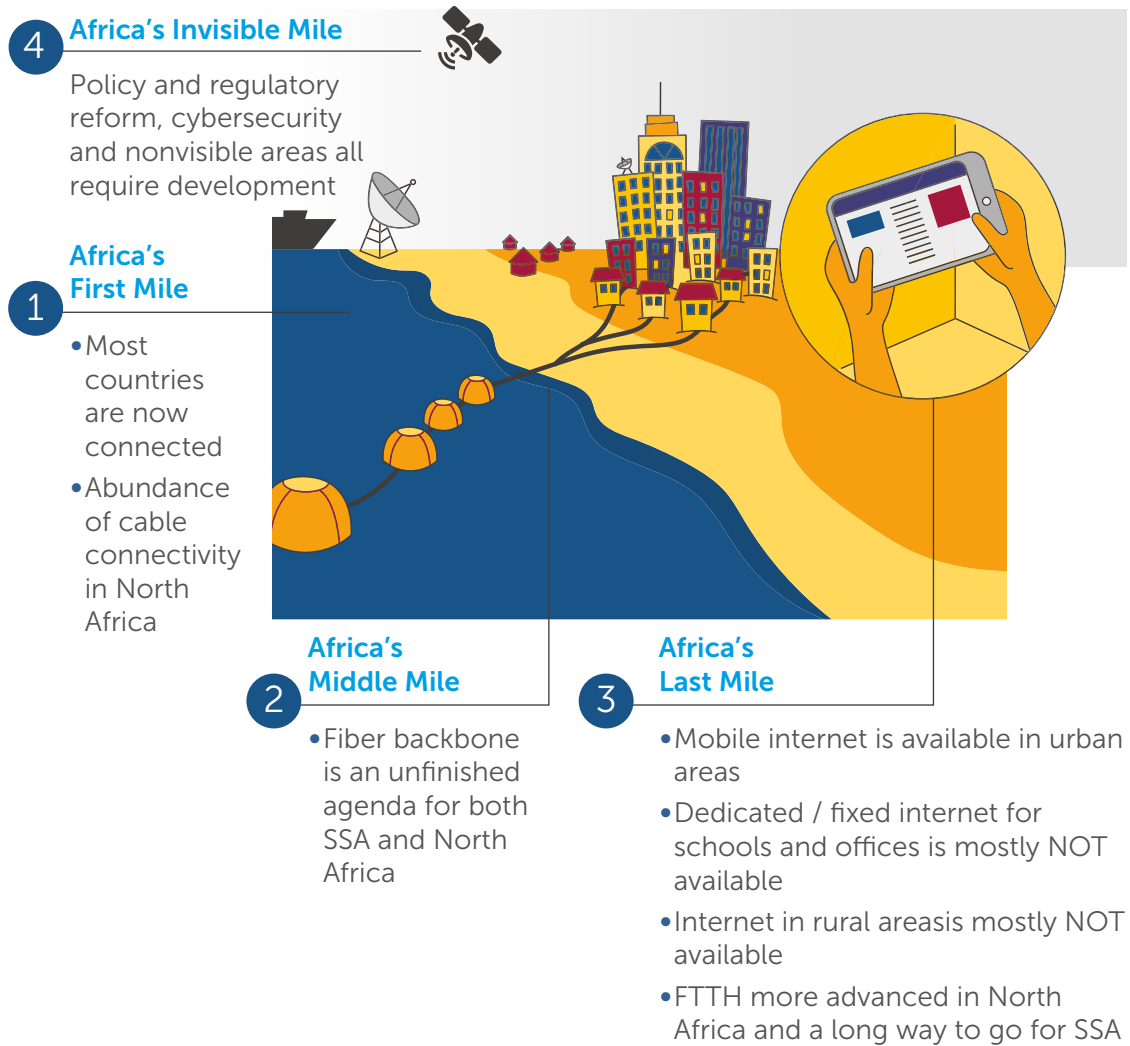 4
Africa's Invisible Mile
Policy and regulatory
reform, cybersecurity
and nonvisible areas all
require development
1
Africa's
First Mile
•Most
countries
are now
connected
•Abundance
of cable
connectivity
in North
Africa
2
Africa's
Middle Mile
•Fiber backbone
is an unfinished
agenda for both
SSA and North
Africa
3
Africa's
Last Mile
•Mobile internet is available in urban
areas
•Dedicated / fixed internet for
schools and offices is mostly NOT
available
•Internet in rural areasis mostly NOT
available
•FTTH more advanced in North
Africa and a long way to go for SSA